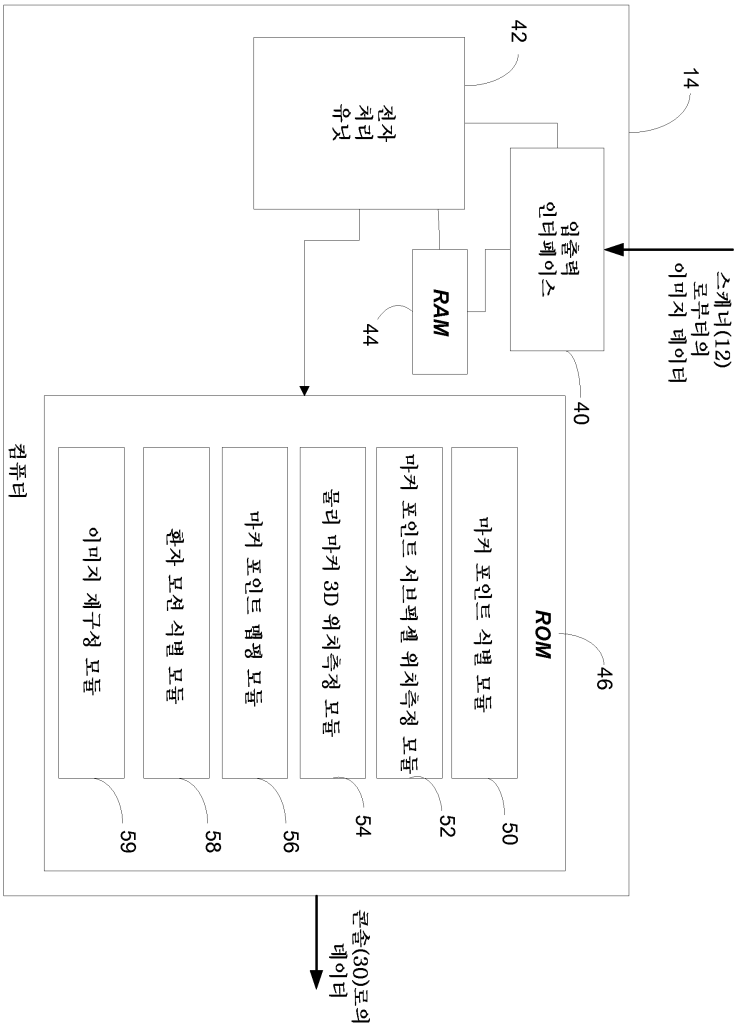 14
42
전자
처리
유닛
입출력
인터페이스
40
스캐너(12)
로부터의
이미지 데이터
RAM
44
ROM
46
마커 포인트 식별 모듈
50
마커 포인트 서브픽셀 위치측정 모듈
52
물리 마커 3D 위치측정 모듈
54
마커 포인트 맵핑 모듈
56
환자 모션 식별 모듈
58
이미지 재구성 모듈
59
컴퓨터
콘솔(30)로의
데이터